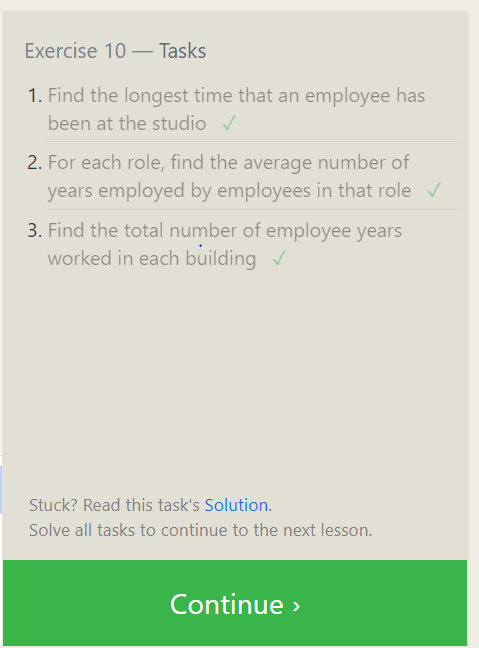 Exercise 10 — Tasks
1. Find the longest time that an employee has
been at the studio ✓
2. For each role, find the average number of
years employed by employees in that role ✓
3. Find the total number of employee years
worked in each building ✓
Stuck? Read this task's Solution.
Solve all tasks to continue to the next lesson.
Continue ›